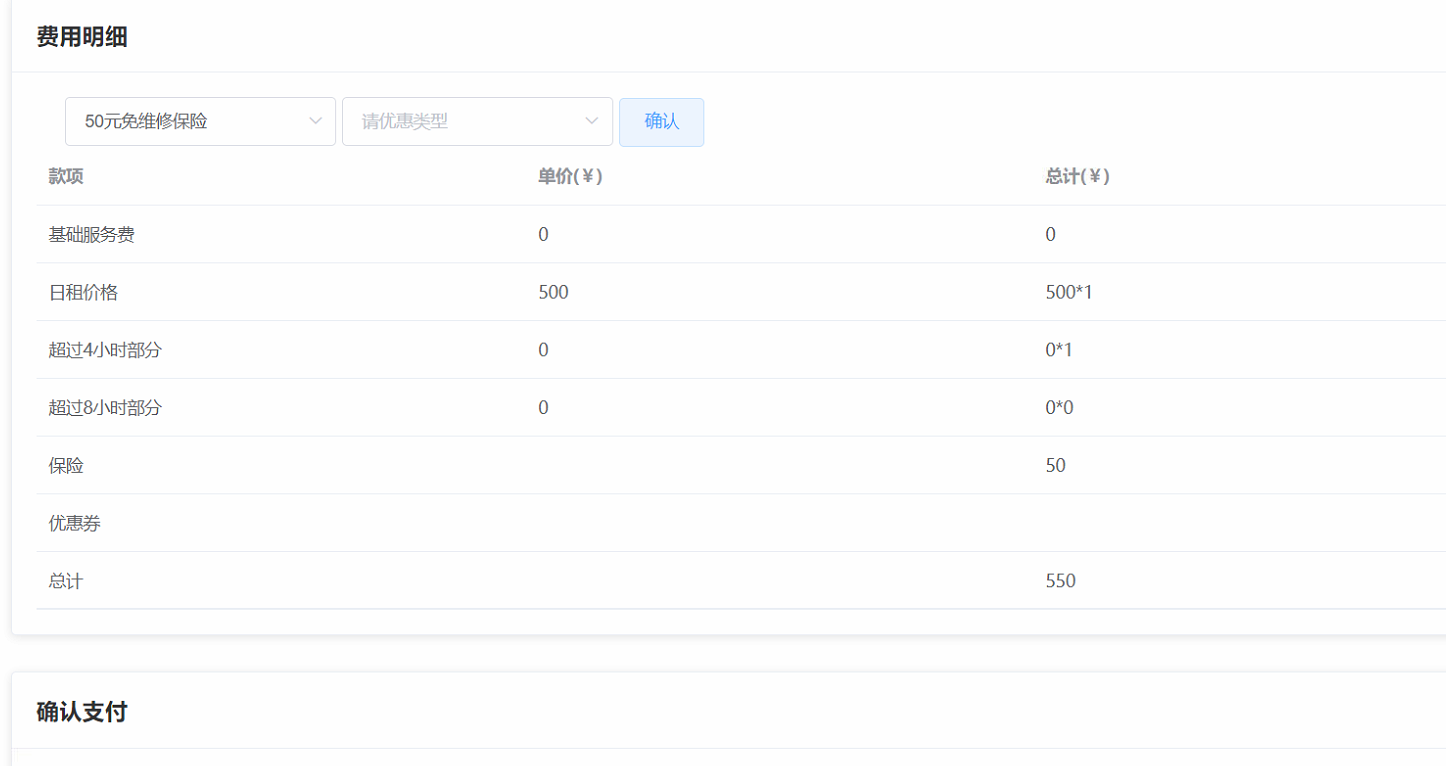 费用明细
50元免维修保险 请优惠类型 确认
款项 单价(￥) 总计(￥)
基础服务费 0 0
日租价格 500 500*1
超过4小时部分 0 0*1
超过8小时部分 0 0*0
保险 50
优惠券
总计 550
确认支付